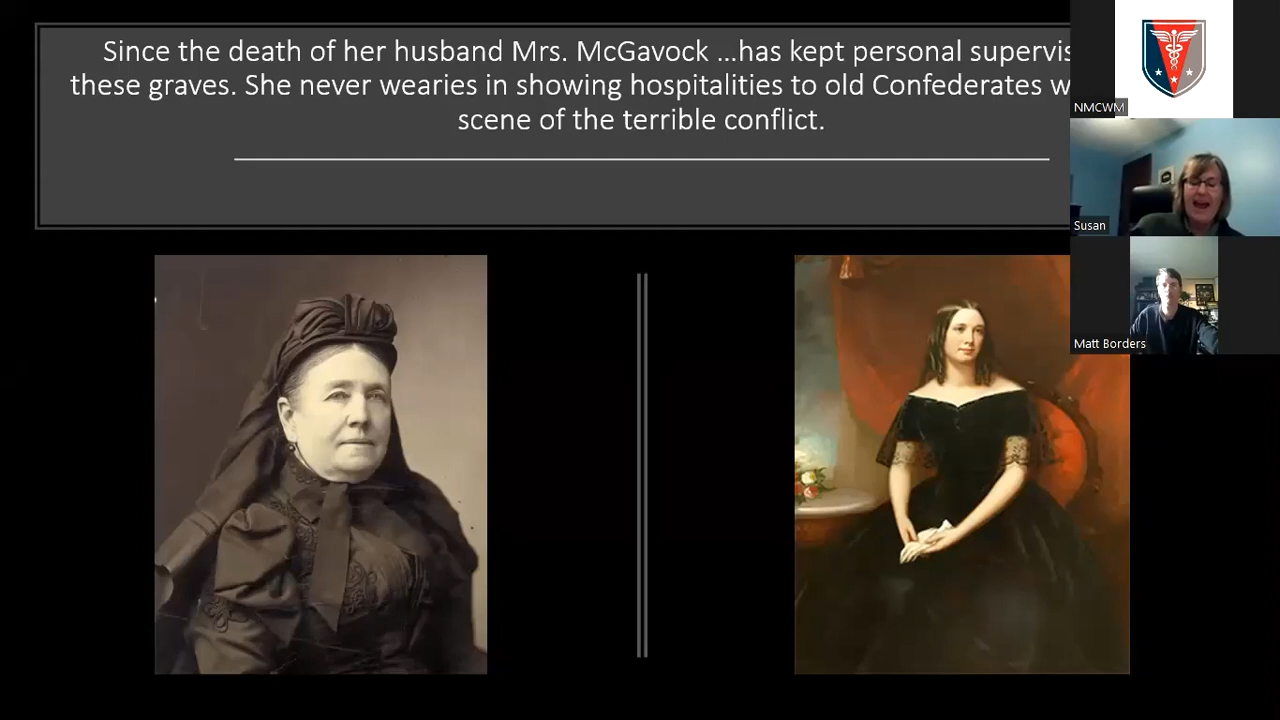 Since the death of her husband Mrs. McGavock ...has kept personal
these graves. She never wearies in showing hospitalities to old Confederates
scene of the terrible conflict.
NMCWM
Susan
Matt Borders